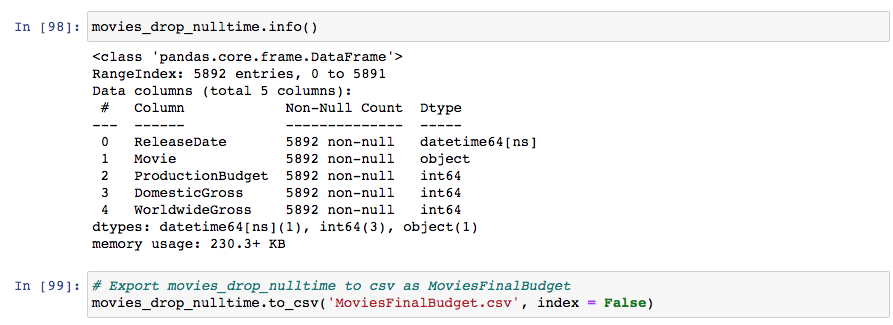 In [98]: movies_drop_nulltime.info()
<class 'pandas.core.frame.DataFrame'>
RangeIndex: 5892 entries, 0 to 5891
Data columns (total 5 columns):
 #   Column            Non-Null Count  Dtype
---  ------            --------------  -----
 0   ReleaseDate       5892 non-null   datetime64[ns]
 1   Movie             5892 non-null   object
 2   ProductionBudget  5892 non-null   int64
 3   DomesticGross     5892 non-null   int64
 4   WorldwideGross    5892 non-null   int64
dtypes: datetime64[ns](1), int64(3), object(1)
memory usage: 230.3+ KB
In [99]: # Export movies_drop_nulltime to csv as MoviesFinalBudget
movies_drop_nulltime.to_csv('MoviesFinalBudget.csv', index = False)